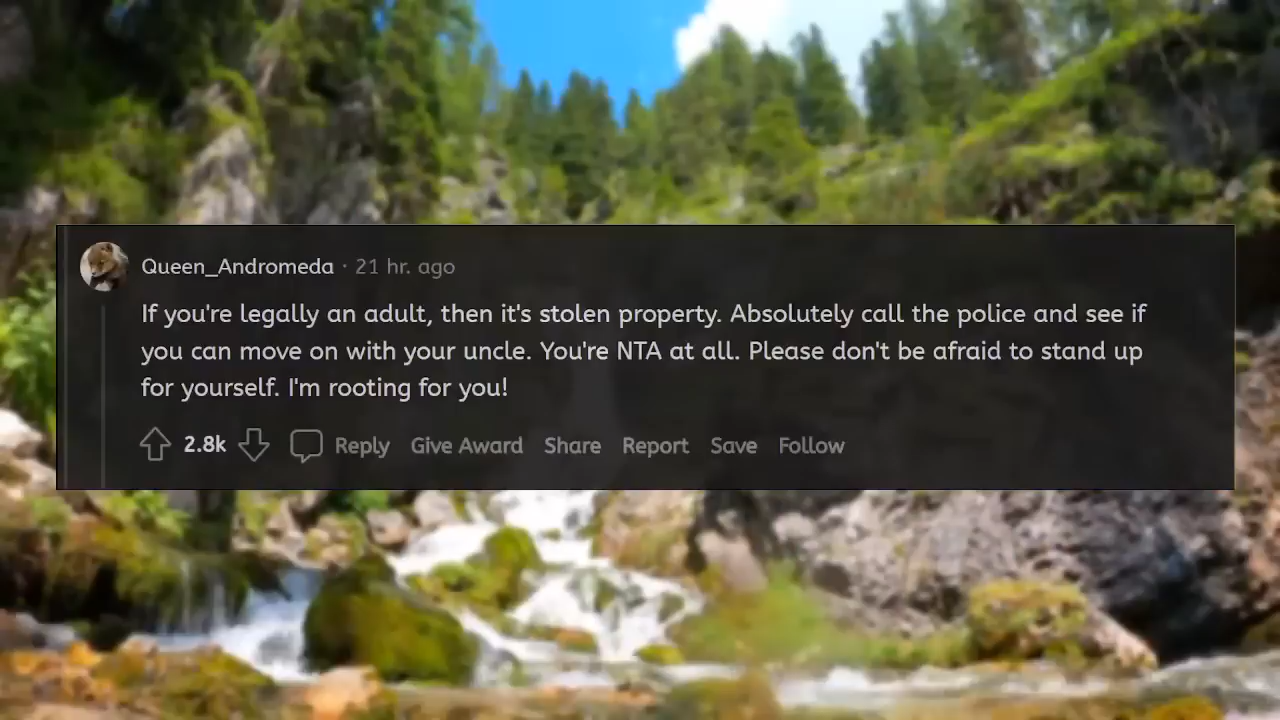 Queen_Andromeda · 21 hr. ago
If you're legally an adult, then it's stolen property. Absolutely call the police and see if
you can move on with your uncle. You're NTA at all. Please don't be afraid to stand up
for yourself. I'm rooting for you!
2.8k Reply Give Award Share Report Save Follow